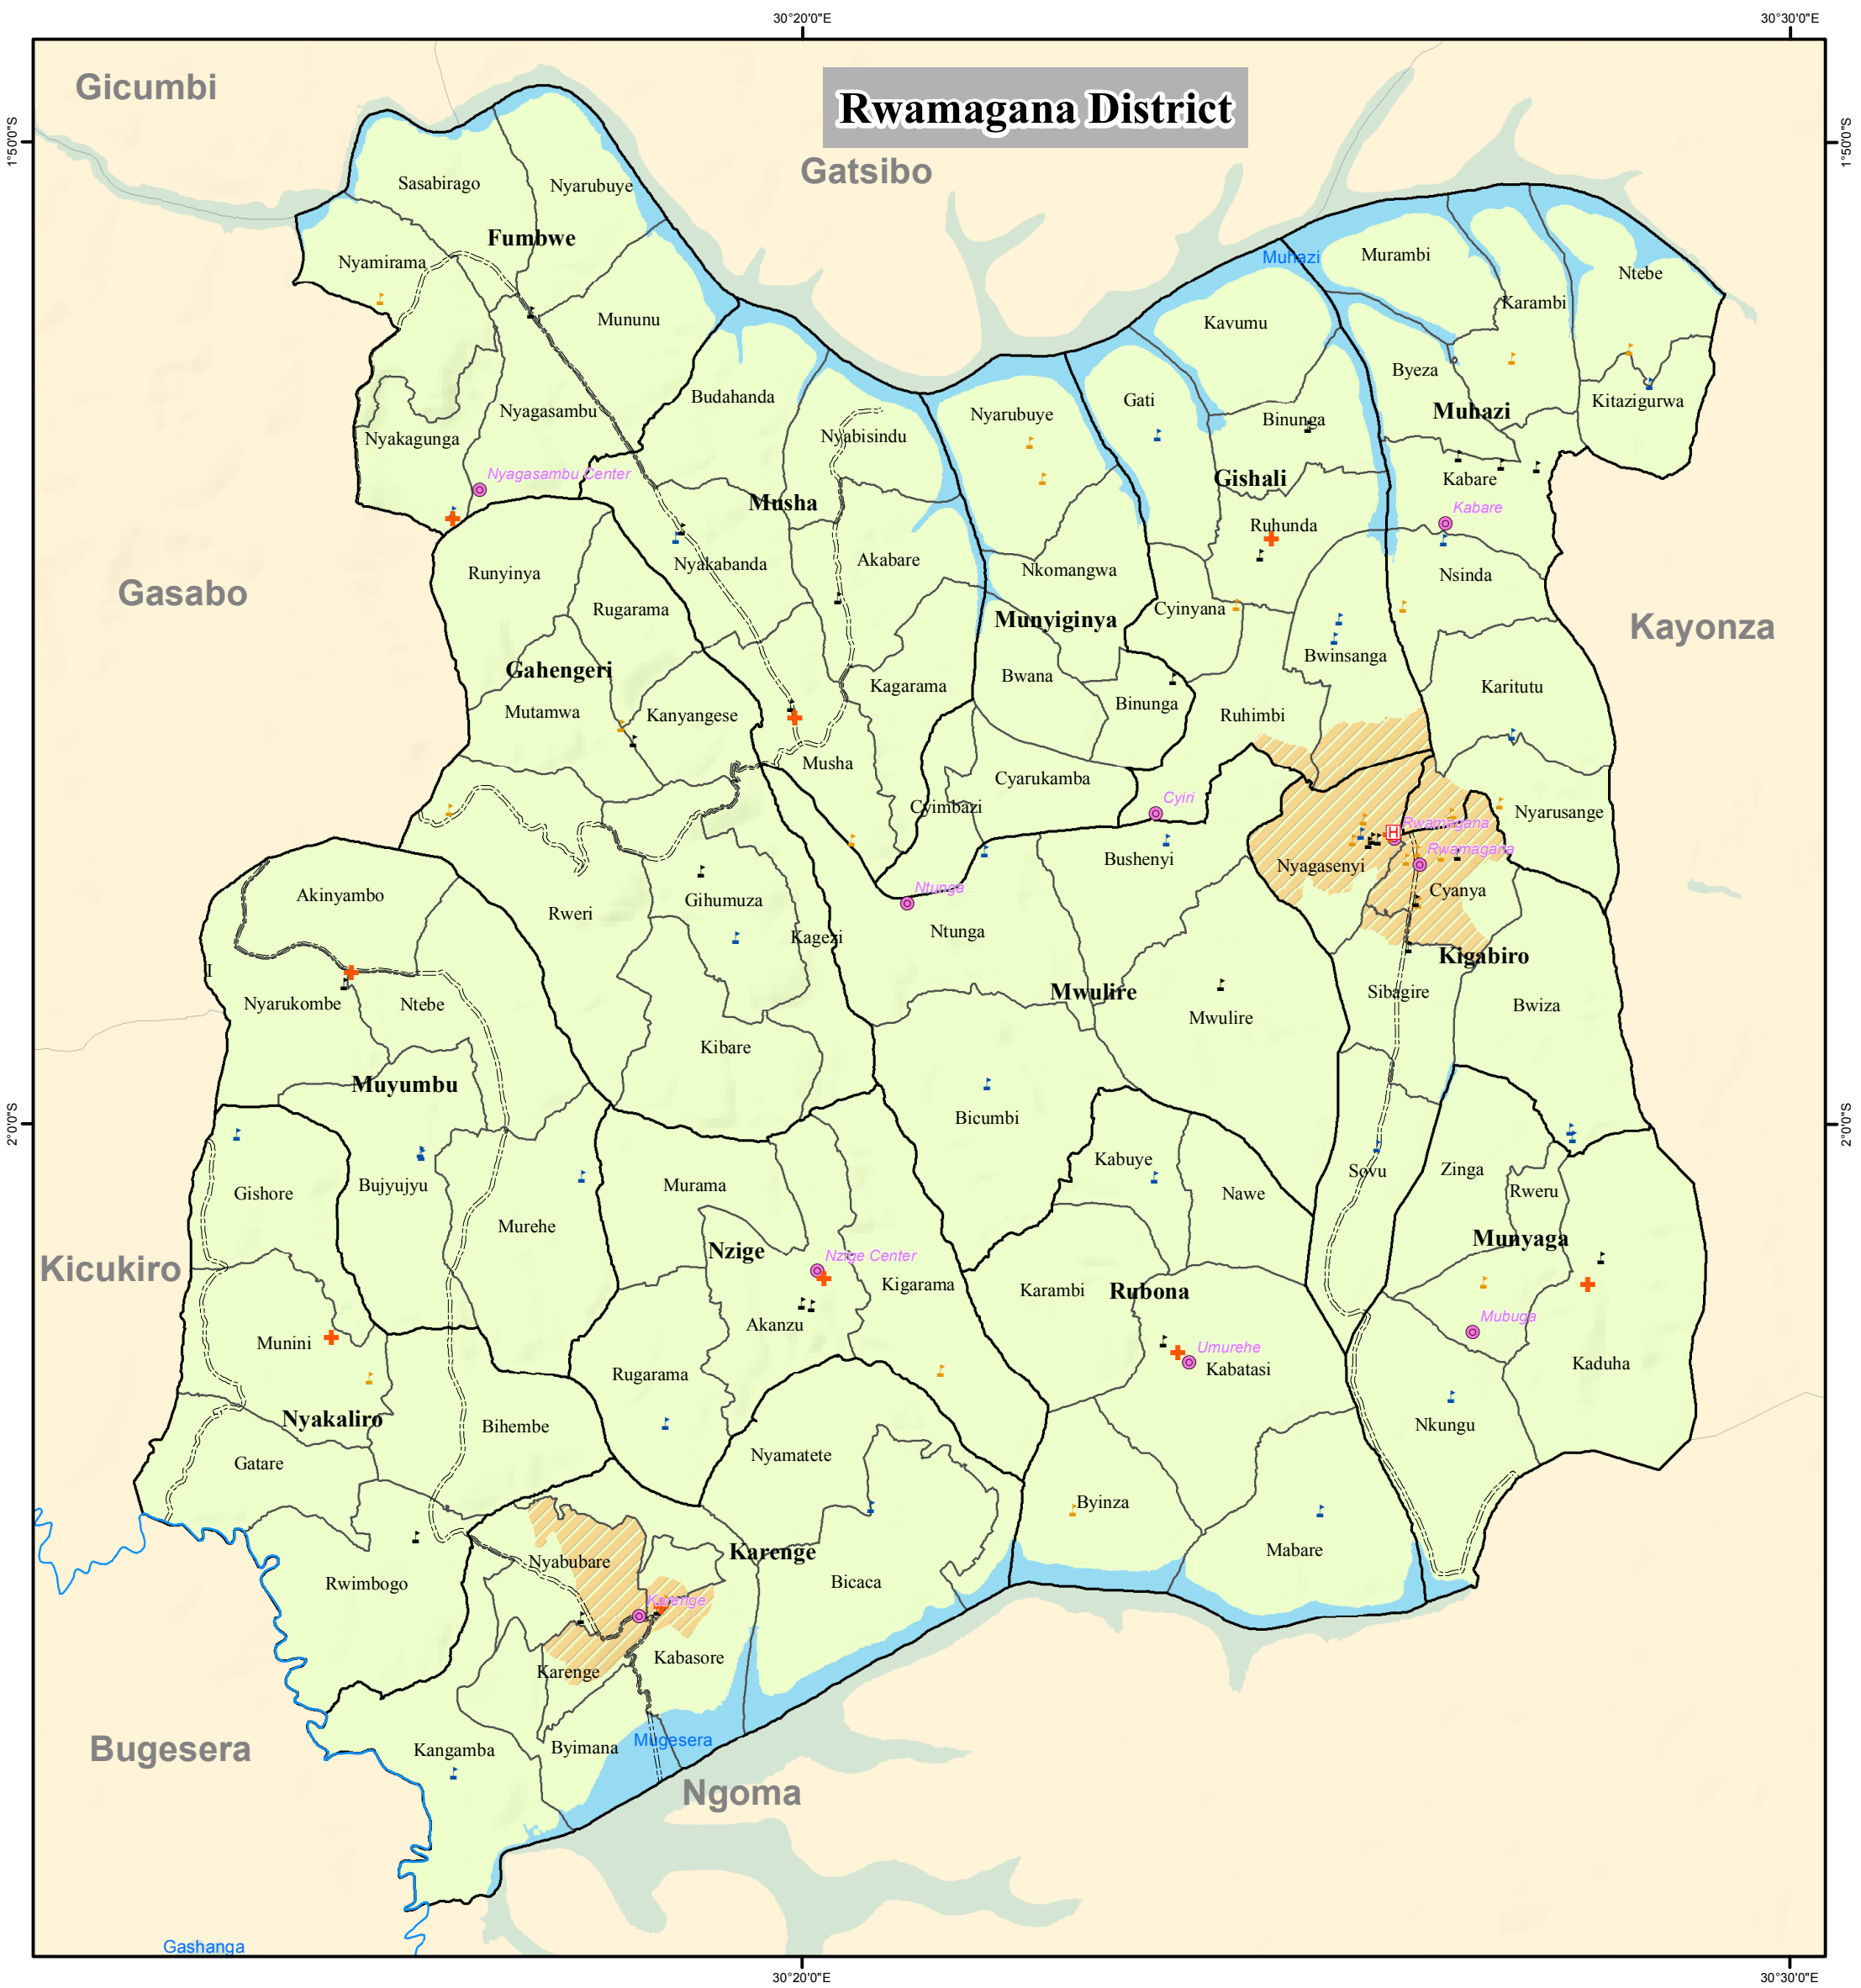 30°20'0"E
30°30'0"E
Gicumbi
Rwamagana District
1°50'0"S
1°50'0"S
Gatsibo
Sasabirago
Nyarubuye
Fumbwe
Nyamirama
Muhazi
Murambi
Ntebe
Karambi
Mununu
Kavumu
Byeza
Budahanda
Gati
Kitazigurwa
Nyagasambu
Nyarubuye
Muhazi
Binunga
Nyakagunga
Nyabisindu
Nyagasambu Center
Gishali
Kabare
Musha
Kabare
Ruhunda
Runyinya
Nyakabanda
Akabare
Nkomangwa
Nsinda
Gasabo
Rugarama
Cyinyana
Munyiginya
Kayonza
Bwinsanga
Gahengeri
Bwana
Kagarama
Karitutu
Mutamwa
Kanyangese
Binunga
Ruhimbi
Musha
Cyarukamba
Cyiri
Cyimbazi
Nyarusange
Rwamagana
Rwamagana
Bushenyi
Nyagasenyi
Ntunga
Cyanya
Akinyambo
Gihumuza
Rweri
Kagezi
Ntunga
Kigabiro
I
Nyarukombe
Ntebe
Mwulire
Sibagire
Bwiza
Mwulire
Kibare
Muyumbu
2°0'0"S
2°0'0"S
Bicumbi
Kabuye
Sovu
Zinga
Gishore
Bujyujyu
Murama
Nawe
Rweru
Murehe
Nzige
Munyaga
Nzige Center
Kicukiro
Kigarama
Karambi
Rubona
Akanzu
Mubuga
Munini
Umurehe
Rugarama
Kabatasi
Kaduha
Nyakaliro
Bihembe
Nkungu
Nyamatete
Gatare
Byinza
Karenge
Mabare
Nyabubare
Rwimbogo
Bicaca
Karenge
Kabasore
Karenge
Mugesera
Bugesera
Kangamba
Byimana
Ngoma
Gashanga
30°20'0"E
30°30'0"E